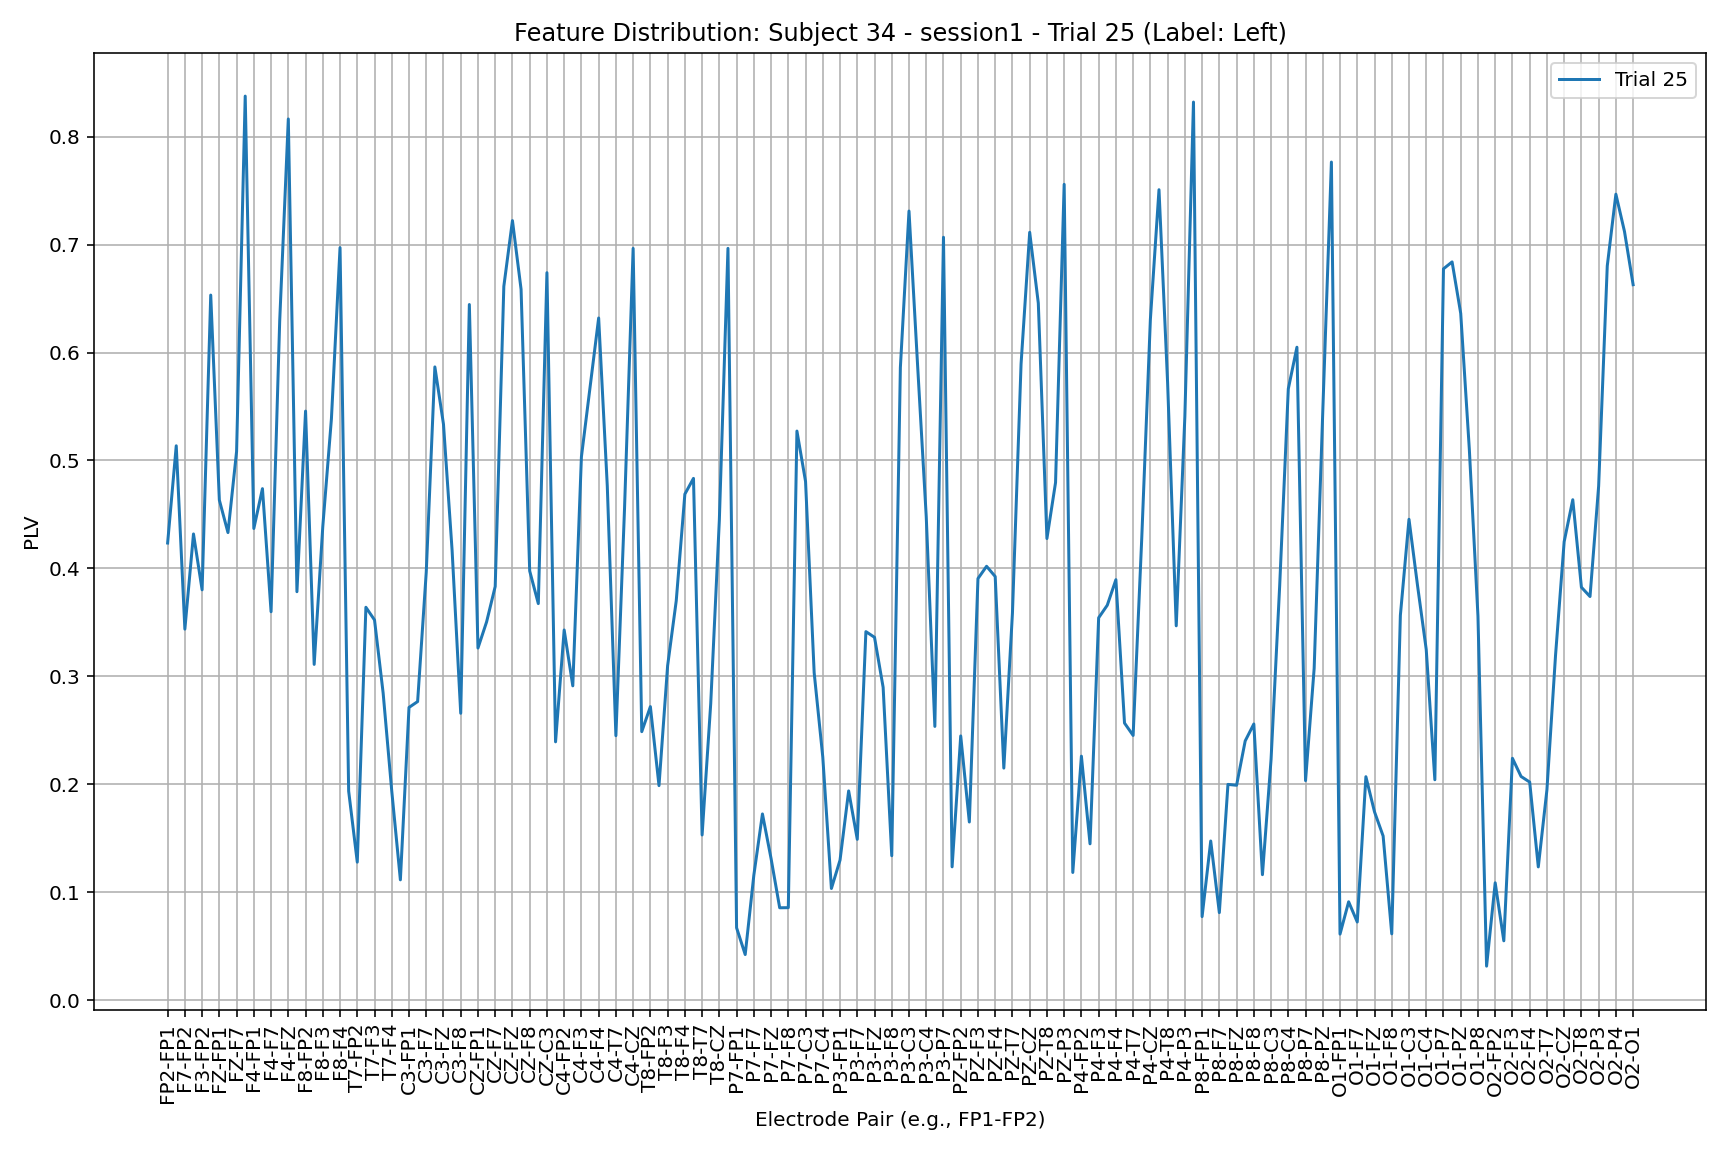 Feature Distribution: Subject 34 - session1 - Trial 25 (Label: Left)
Trial 25
PLV
0.8
0.7
0.6
0.5
0.4
0.3
0.2
0.1
0.0
FP2-FP1
F7-FP2
F3-FP2
FZ-FP1
FZ-F7
F4-FP1
F4-F7
F4-FZ
F8-FP2
F8-F3
F8-F4
T7-FP2
T7-F3
T7-F4
C3-FP1
C3-F7
C3-FZ
C3-F8
CZ-FP1
CZ-F7
CZ-FZ
CZ-F8
CZ-C3
C4-FP2
C4-F3
C4-F4
C4-T7
C4-CZ
T8-FP2
T8-F3
T8-F4
T8-T7
T8-CZ
P7-FP1
P7-F7
P7-FZ
P7-F8
P7-C3
P7-C4
P3-FP1
P3-F7
P3-FZ
P3-F8
P3-C3
P3-C4
P3-P7
PZ-FP2
PZ-F3
PZ-F4
PZ-T7
PZ-CZ
PZ-T8
PZ-P3
P4-FP2
P4-F3
P4-F4
P4-T7
P4-CZ
P4-T8
P4-P3
P8-FP1
P8-F7
P8-FZ
P8-F8
P8-C3
P8-C4
P8-P7
P8-PZ
O1-FP1
O1-F7
O1-FZ
O1-F8
O1-C3
O1-C4
O1-P7
O1-PZ
O1-P8
O2-FP2
O2-F3
O2-F4
O2-T7
O2-CZ
O2-T8
O2-P3
O2-P4
O2-O1
Electrode Pair (e.g., FP1-FP2)